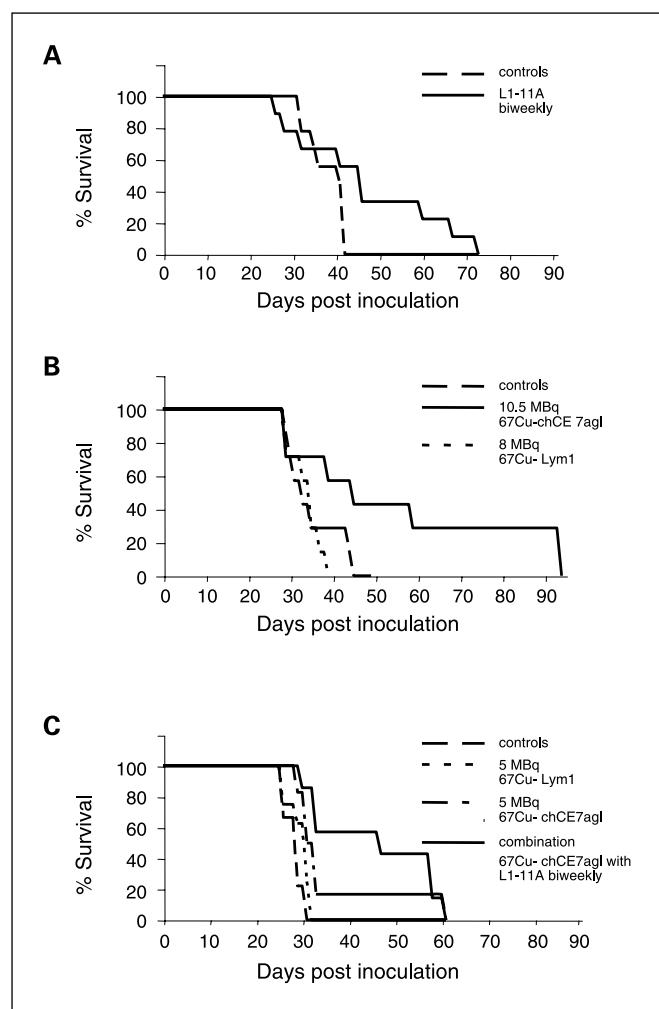 A
controls
L1-11A
biweekly
100
80
60
40
20
0
% Survival
0 10 20 30 40 50 60 70 80 90
Days post inoculation
B
controls
10.5 MBq
67Cu-chCE 7agl
8 MBq
67Cu- Lym1
100
80
60
40
20
0
% Survival
0 10 20 30 40 50 60 70 80 90
Days post inoculation
C
controls
5 MBq
67Cu- Lym1
5 MBq
67Cu- chCE7agl
combination
67Cu- chCE7agl with
L1-11A biweekly
100
80
60
40
20
0
% Survival
0 10 20 30 40 50 60 70 80 90
Days post inoculation